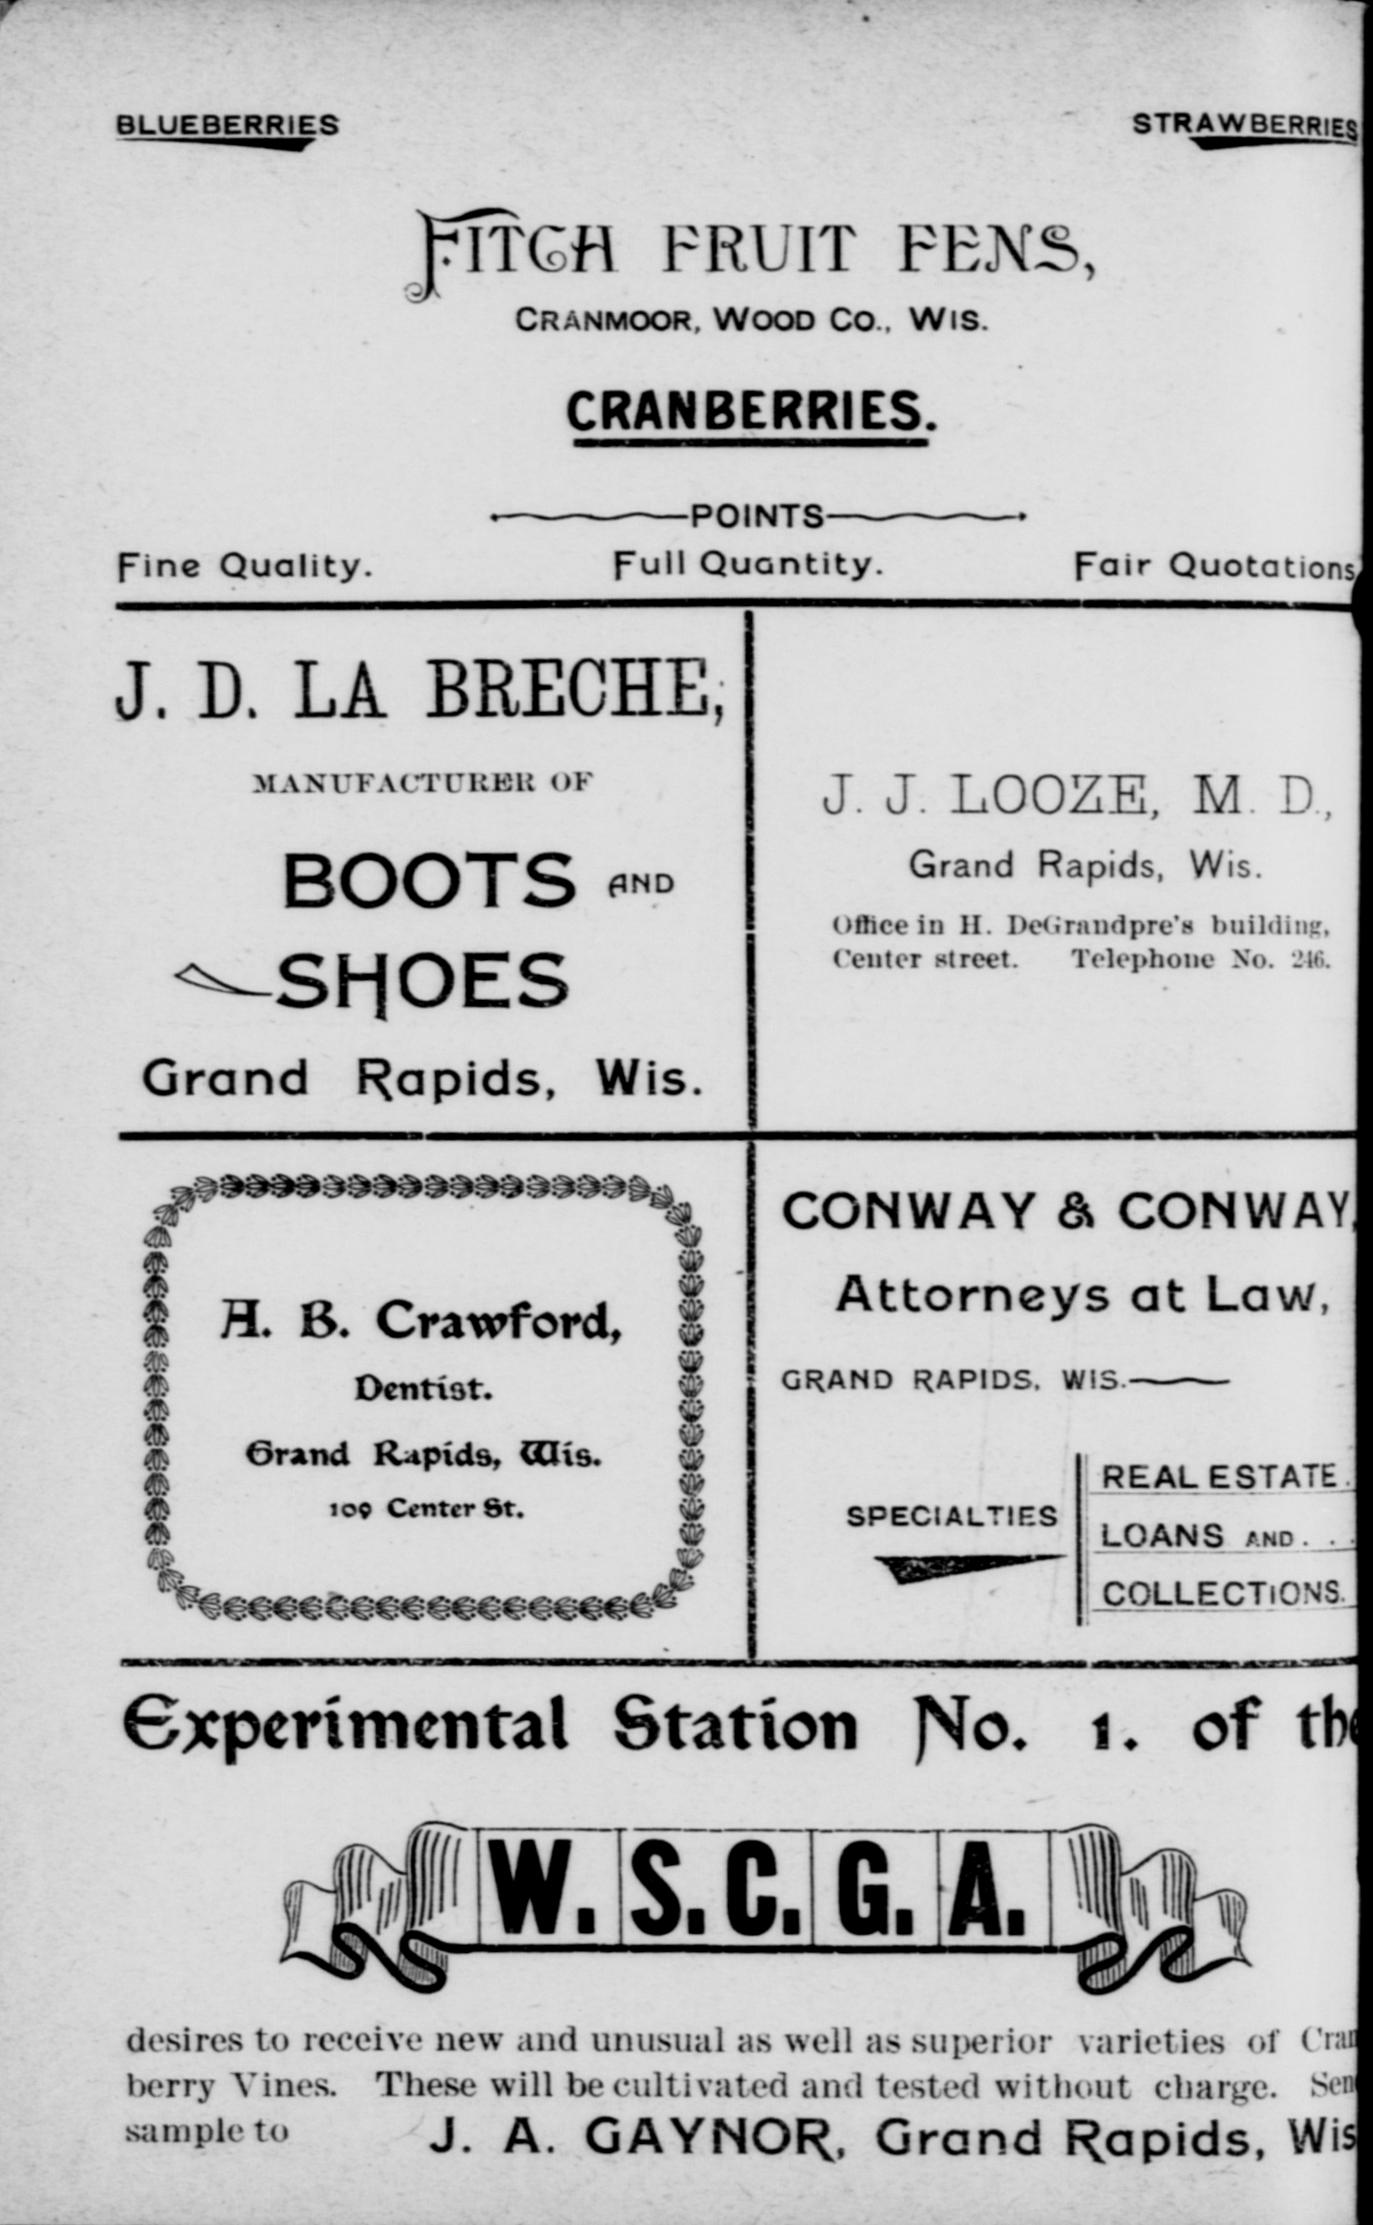 BLUEBERRIES STRAWBERRIES
FITCH FRUIT FENS,
CRANMOOR, WOOD CO., WIS.
CRANBERRIES.
POINTS
Fine Quality. Full Quantity. Fair Quotations
J. D. LA BRECHE,
MANUFACTURER OF
BOOTS AND
SHOES
Grand Rapids, Wis.
J. J. LOOZE, M. D.,
Grand Rapids, Wis.
Office in H. DeGrandpre's building,
Center street. Telephone No. 246.
H. B. Crawford,
Dentist.
Grand Rapids, Wis.
109 Center St.
CONWAY & CONWAY,
Attorneys at Law,
GRAND RAPIDS, WIS.
SPECIALTIES
REAL ESTATE.
LOANS AND . . .
COLLECTIONS.
Experimental Station No. 1. of the
W. S. C. G. A.
desires to receive new and unusual as well as superior varieties of Cran
berry Vines. These will be cultivated and tested without charge. Sen
sample to J. A. GAYNOR, Grand Rapids, Wis